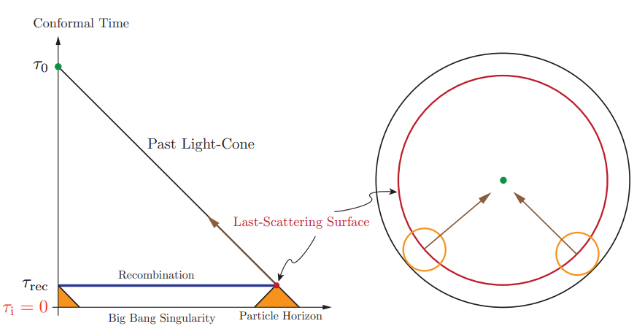 Conformal Time
τ0
Past Light-Cone
Last-Scattering Surface
Recombination
τrec
τi = 0
Big Bang Singularity
Particle Horizon